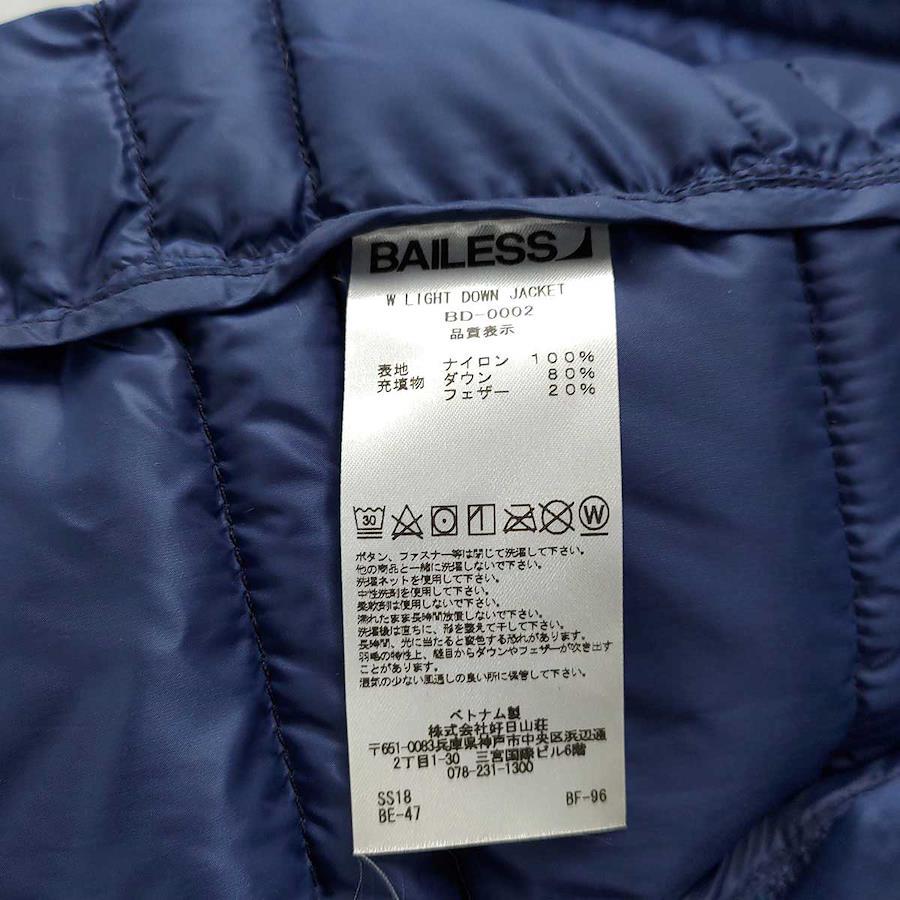 BAILESS
W LIGHT DOWN JACKET
BD-0002
品質表示
表地 ナイロン 100%
充填物 ダウン 80%
フェザー 20%
30 W
ボタン、ファスナー等は閉じて洗濯して下さい。
他の商品と一緒に洗濯しないで下さい。
洗濯ネットを使用して下さい。
中性洗剤を使用して下さい。
柔軟剤は使用しないで下さい。
濡れたまま長時間放置しないで下さい。
洗濯後は直ちに、形を整えて干して下さい。
長時間、光に当たると変色する恐れがあります。
羽毛の特性上、縫目からダウンやフェザーが吹き出す
ことがあります。
湿気の少ない風通しの良い所に保管して下さい。
ベトナム製
株式会社好日山荘
〒651-0083兵庫県神戸市中央区浜辺通
2丁目1-30 三宮国際ビル6階
078-231-1300
SS18 BF-96
BE-47